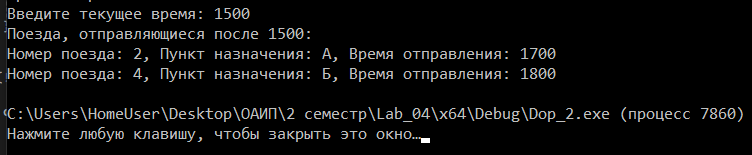 Введите текущее время: 1500
Поезда, отправляющиеся после 1500:
Номер поезда: 2, Пункт назначения: А, Время отправления: 1700
Номер поезда: 4, Пункт назначения: Б, Время отправления: 1800
C:\Users\HomeUser\Desktop\ОАИП\2 семестр\Lab_04\x64\Debug\Dop_2.exe (процесс 7860)
Нажмите любую клавишу, чтобы закрыть это окно…